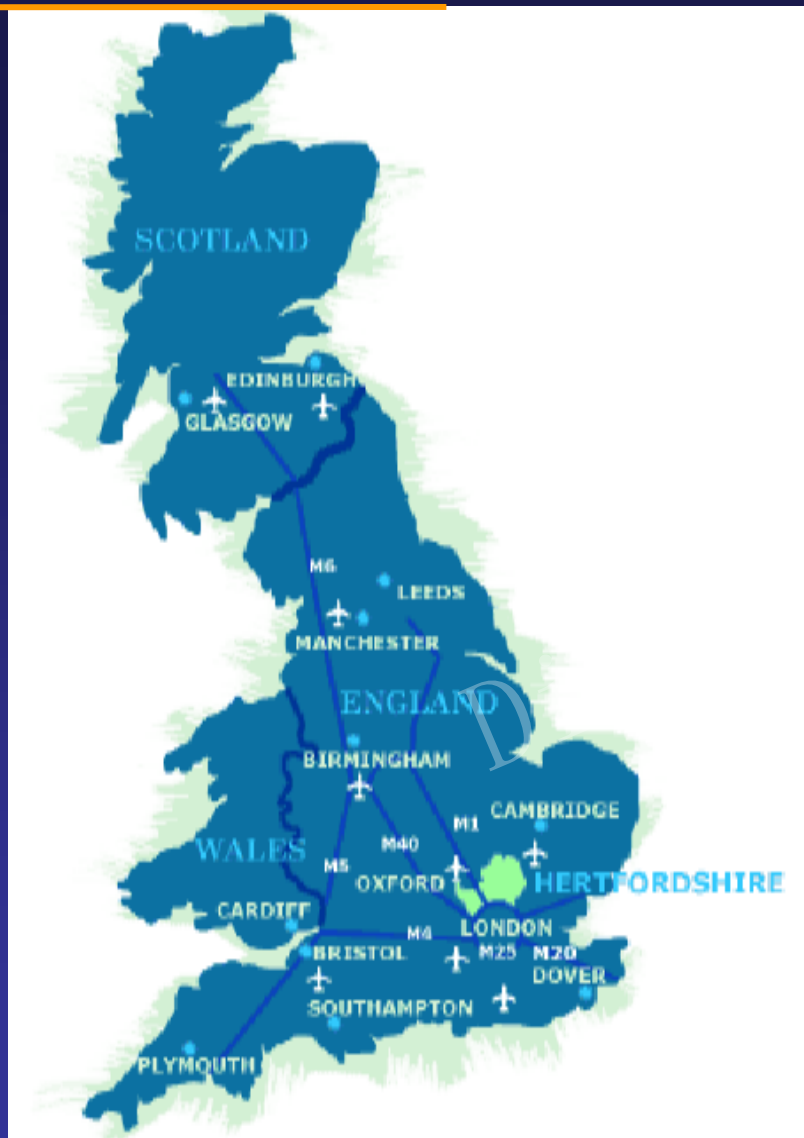 SCOTLAND
EDINBURGH
GLASGOW
M6
LEEDS
MANCHESTER
ENGLAND
D
BIRMINGHAM
CAMBRIDGE
M1
M40
WALES
M5
OXFORD
HERTFORDSHIRE
CARDIFF
LONDON
M4
M25
M20
BRISTOL
DOVER
SOUTHAMPTON
PLYMOUTH